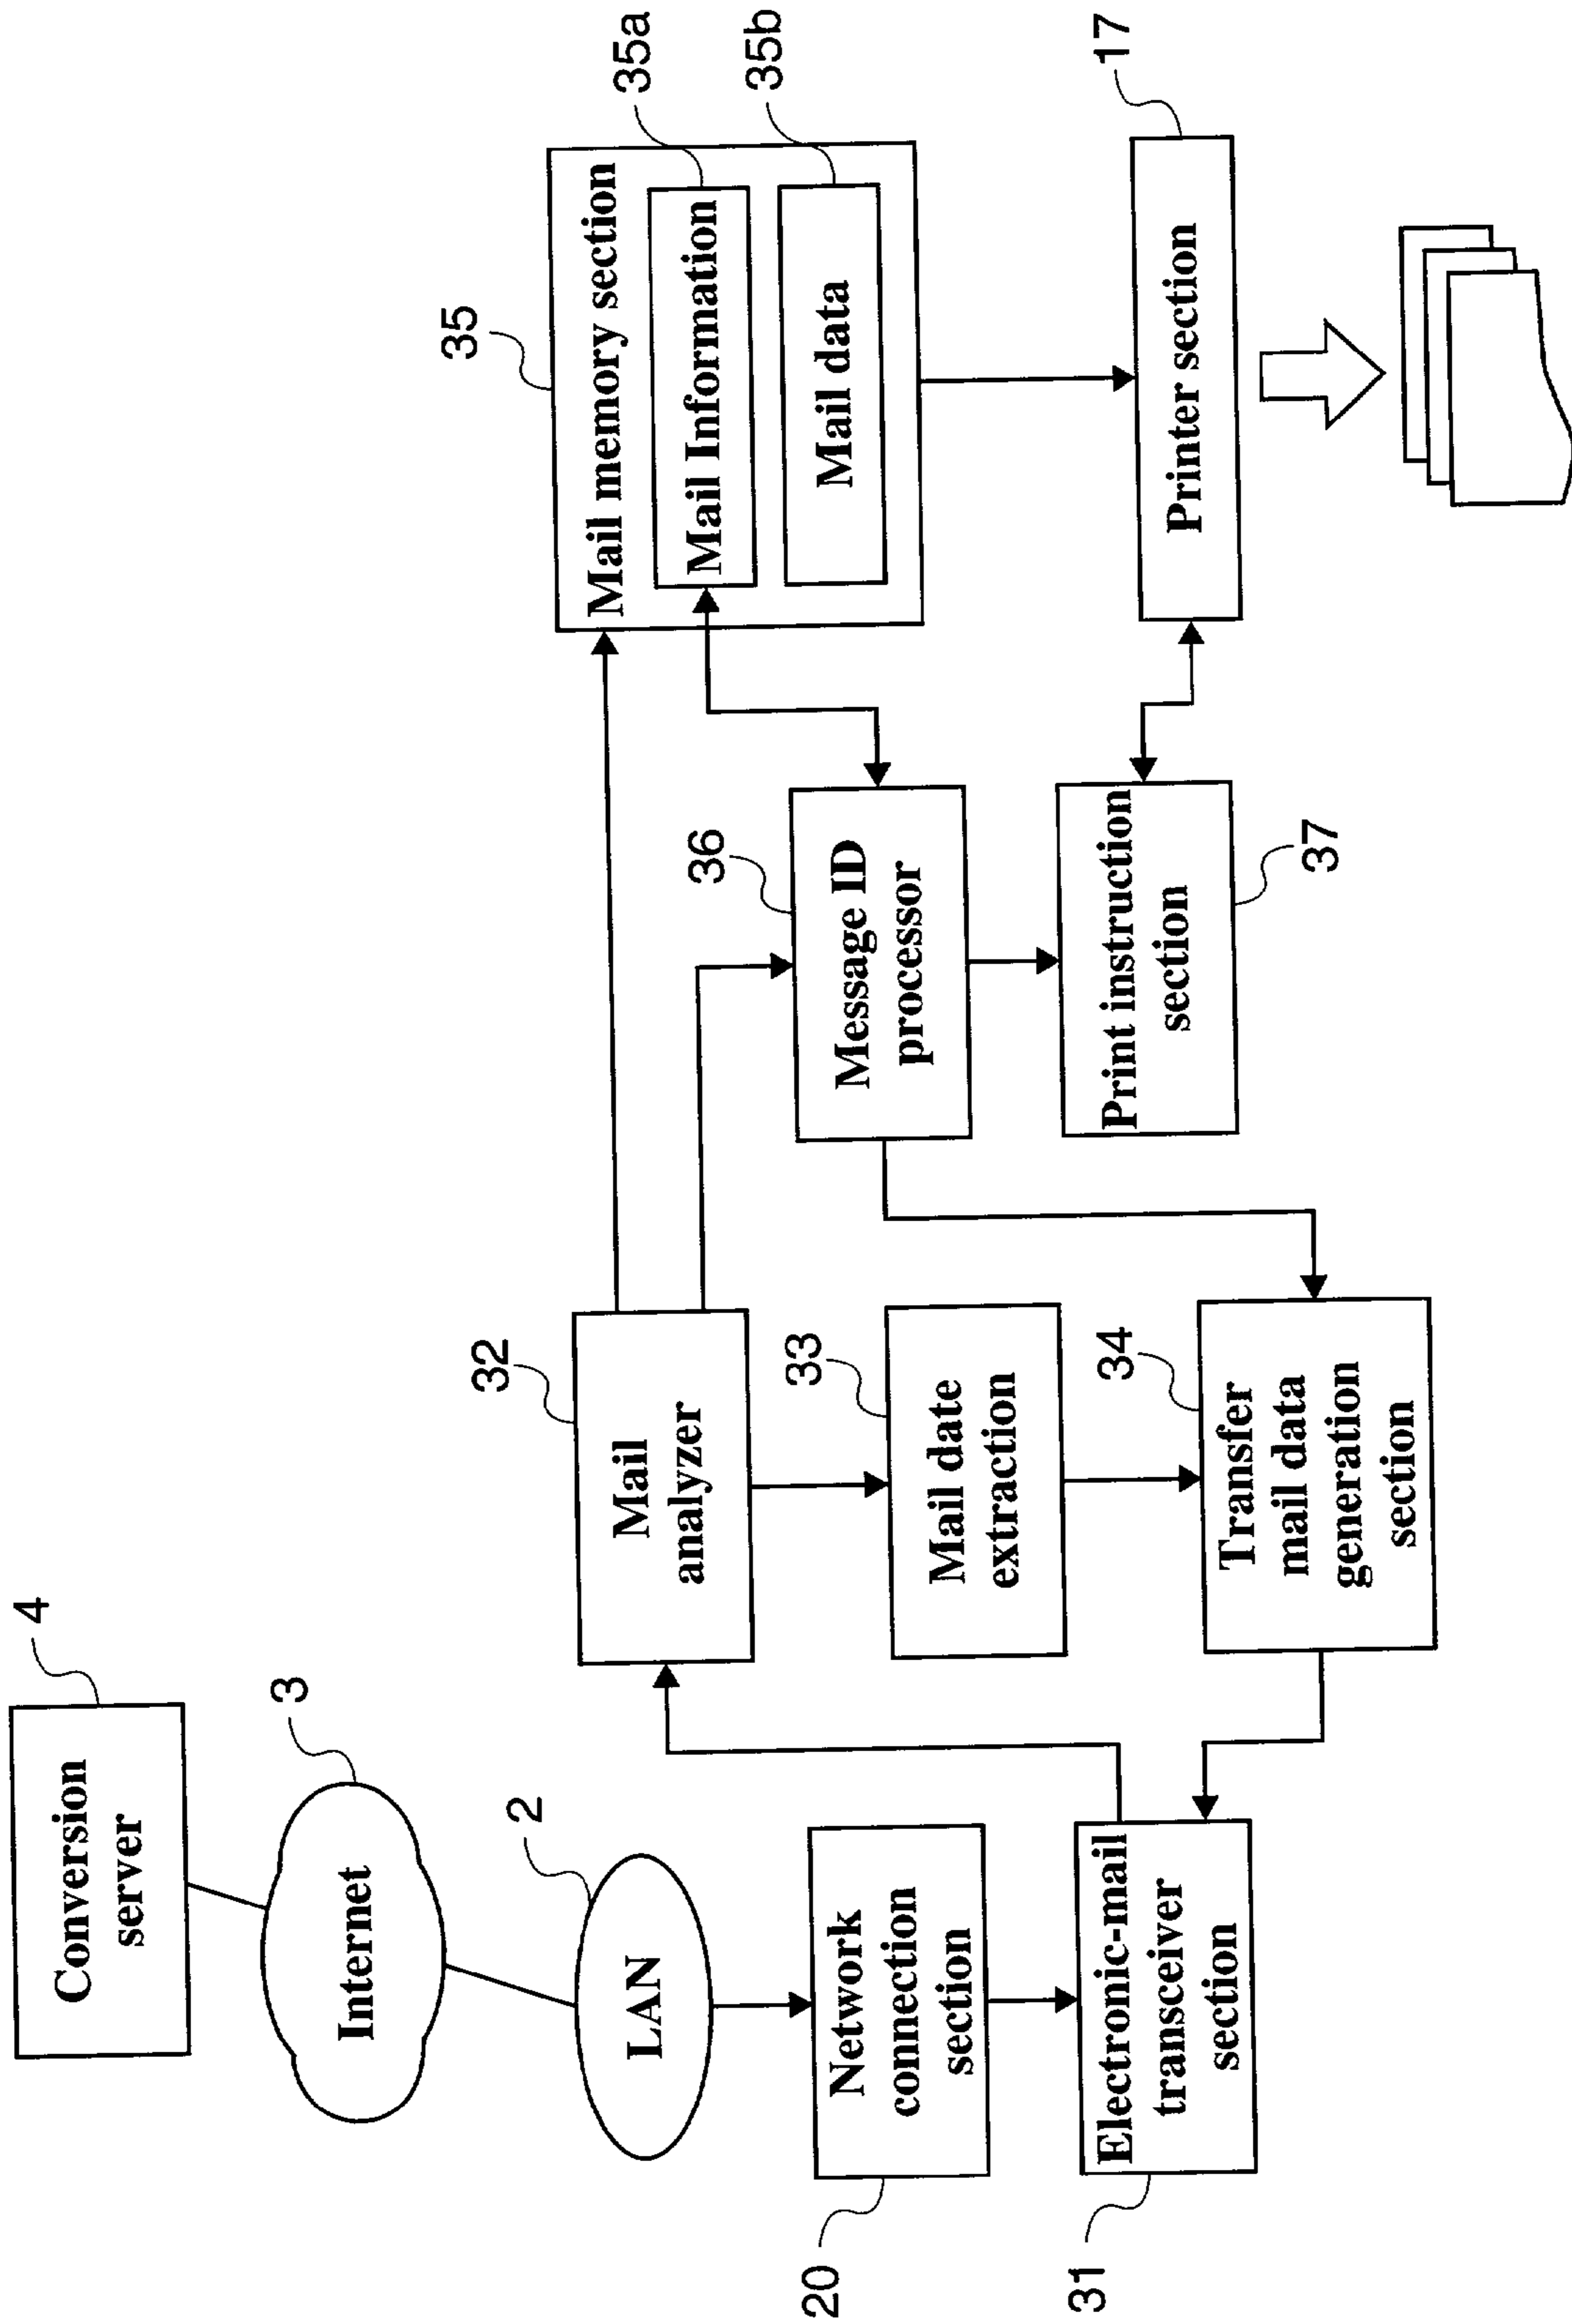 4
Conversion
server
3
Internet
2
LAN
20
Network
connection
section
31
Electronic-mail
transceiver
section
32
Mail
analyzer
33
Mail date
extraction
34
Transfer
mail data
generation
section
36
Message ID
processor
37
Print instruction
section
35
Mail memory section
35a
Mail Information
35b
Mail data
17
Printer section